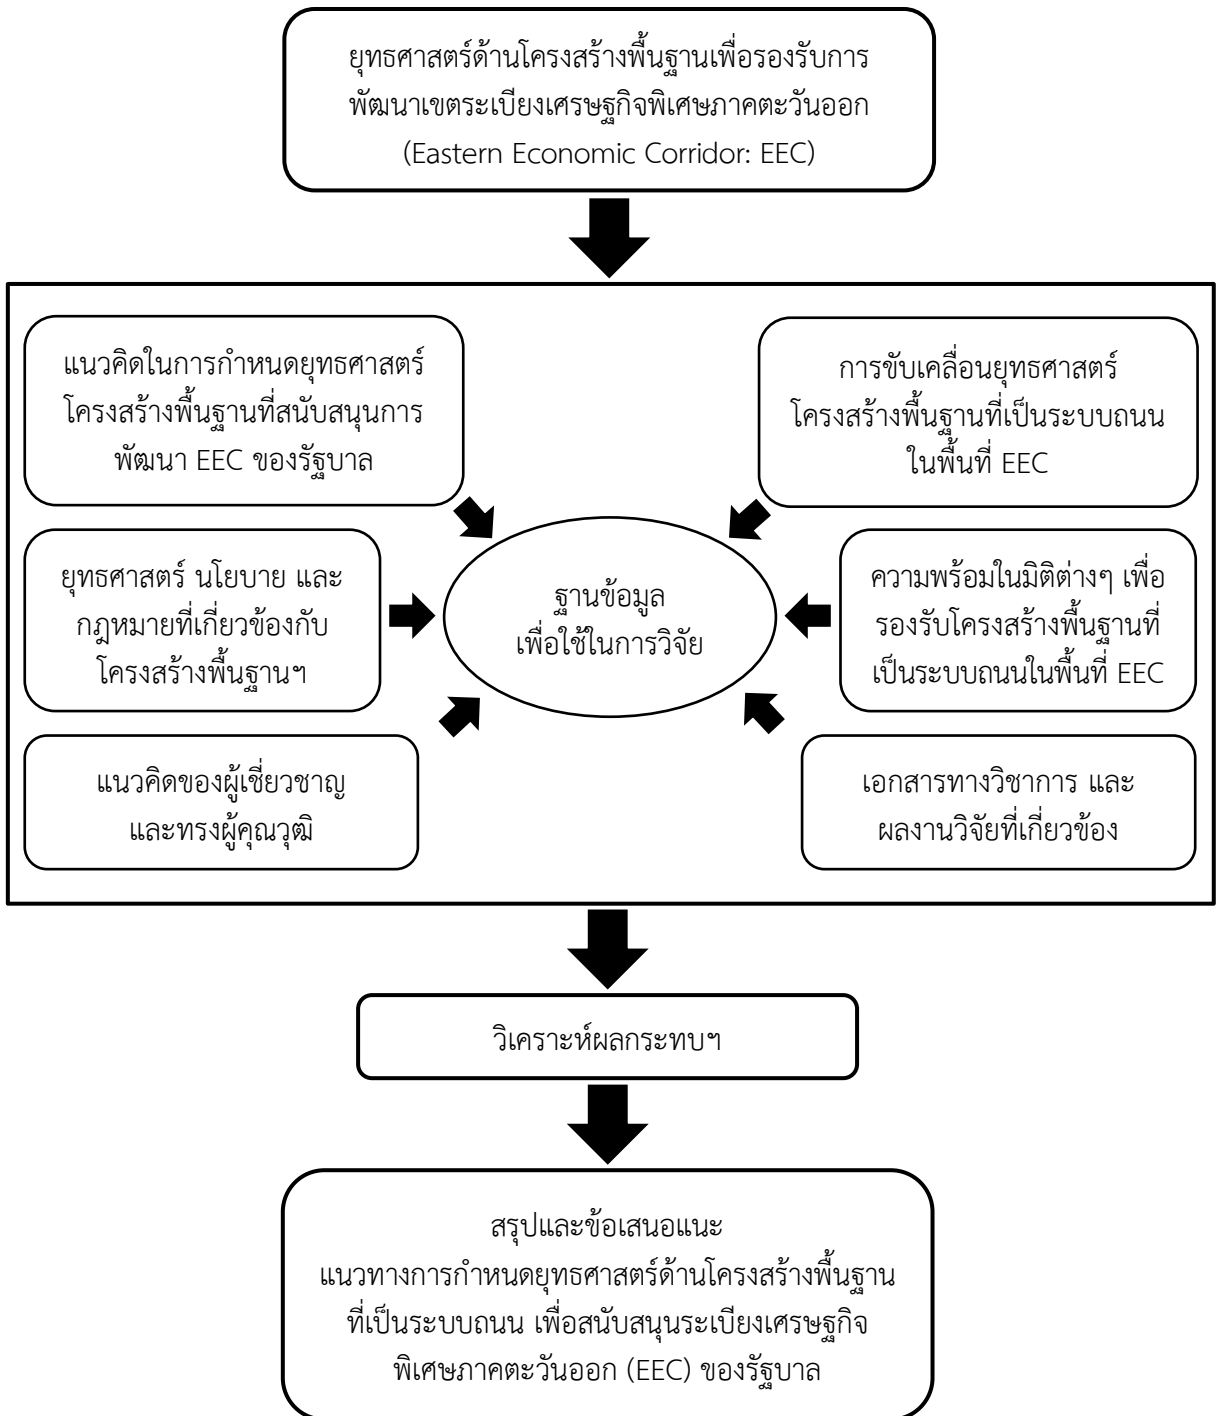 ยุทธศาสตร์ด้านโครงสร้างพื้นฐานเพื่อรองรับการ
พัฒนาเขตระเบียงเศรษฐกิจพิเศษภาคตะวันออก
(Eastern Economic Corridor: EEC)
แนวคิดในการกำหนดยุทธศาสตร์
โครงสร้างพื้นฐานที่สนับสนุนการ
พัฒนา EEC ของรัฐบาล
การขับเคลื่อนยุทธศาสตร์
โครงสร้างพื้นฐานที่เป็นระบบถนน
ในพื้นที่ EEC
ยุทธศาสตร์ นโยบาย และ
กฎหมายที่เกี่ยวข้องกับ
โครงสร้างพื้นฐานฯ
ฐานข้อมูล
เพื่อใช้ในการวิจัย
ความพร้อมในมิติต่างๆ เพื่อ
รองรับโครงสร้างพื้นฐานที่
เป็นระบบถนนในพื้นที่ EEC
แนวคิดของผู้เชี่ยวชาญ
และทรงผู้คุณวุฒิ
เอกสารทางวิชาการ และ
ผลงานวิจัยที่เกี่ยวข้อง
วิเคราะห์ผลกระทบฯ
สรุปและข้อเสนอแนะ
แนวทางการกำหนดยุทธศาสตร์ด้านโครงสร้างพื้นฐาน
ที่เป็นระบบถนน เพื่อสนับสนุนระเบียงเศรษฐกิจ
พิเศษภาคตะวันออก (EEC) ของรัฐบาล